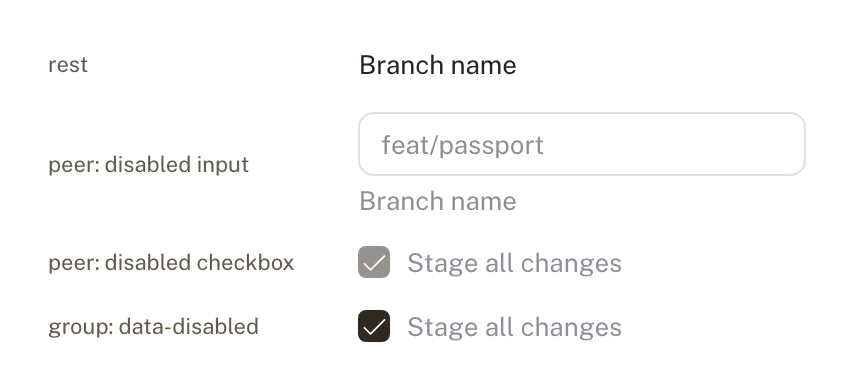 rest
Branch name
peer: disabled input
feat/passport
Branch name
peer: disabled checkbox
Stage all changes
group: data-disabled
Stage all changes